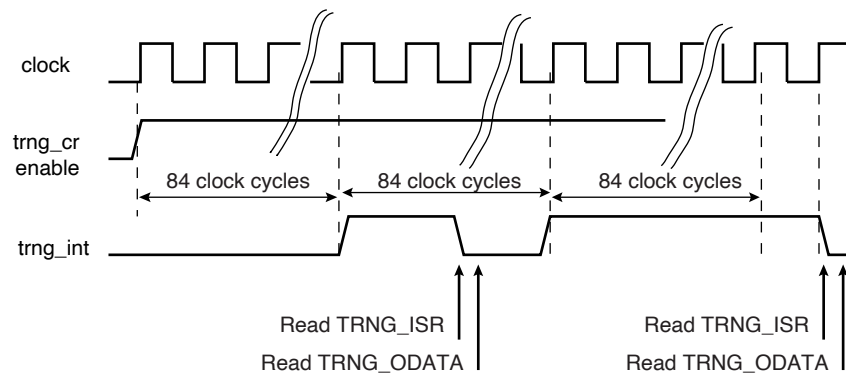 clock
trng_cr
enable
84 clock cycles
84 clock cycles
84 clock cycles
trng_int
Read TRNG_ISR
Read TRNG_ISR
Read TRNG_ODATA
Read TRNG_ODATA